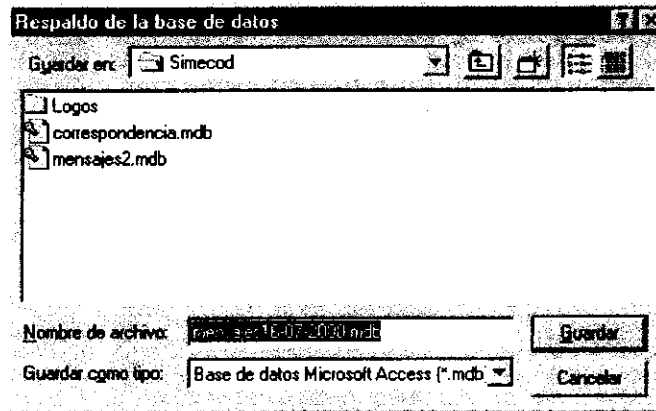 Respaldo de la base de datos
Guardar en: Simecod
Logos
correspondencia.mdb
mensajes2.mdb
Nombre de archivo: Guardar
Guardar como tipo: Base de datos Microsoft Access (*.mdb Cancelar